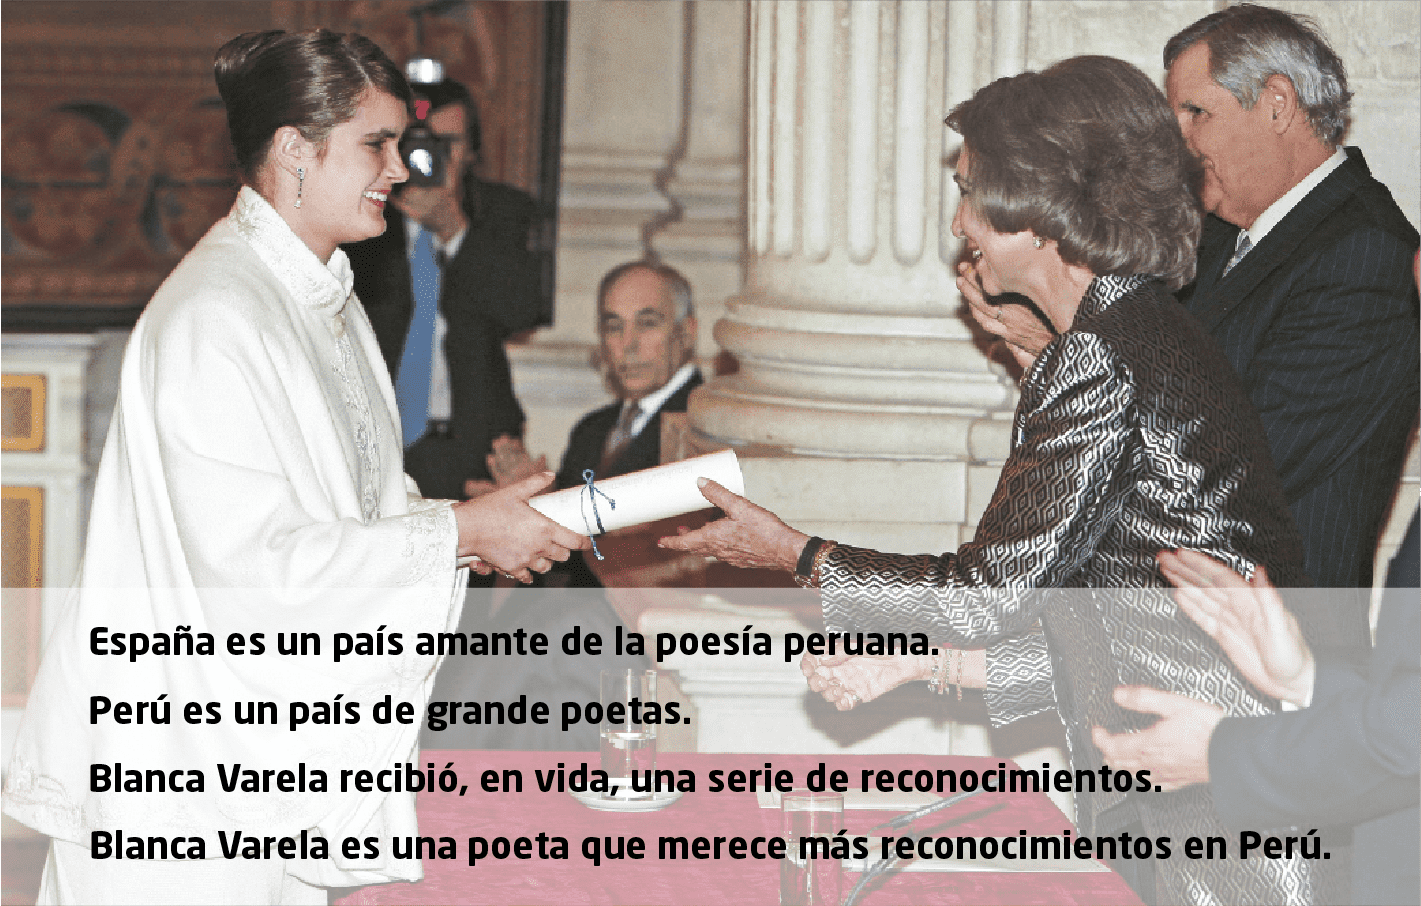 España es un país amante de la poesía peruana.
Perú es un país de grande poetas.
Blanca Varela recibió, en vida, una serie de reconocimientos.
Blanca Varela es una poeta que merece más reconocimientos en Perú.